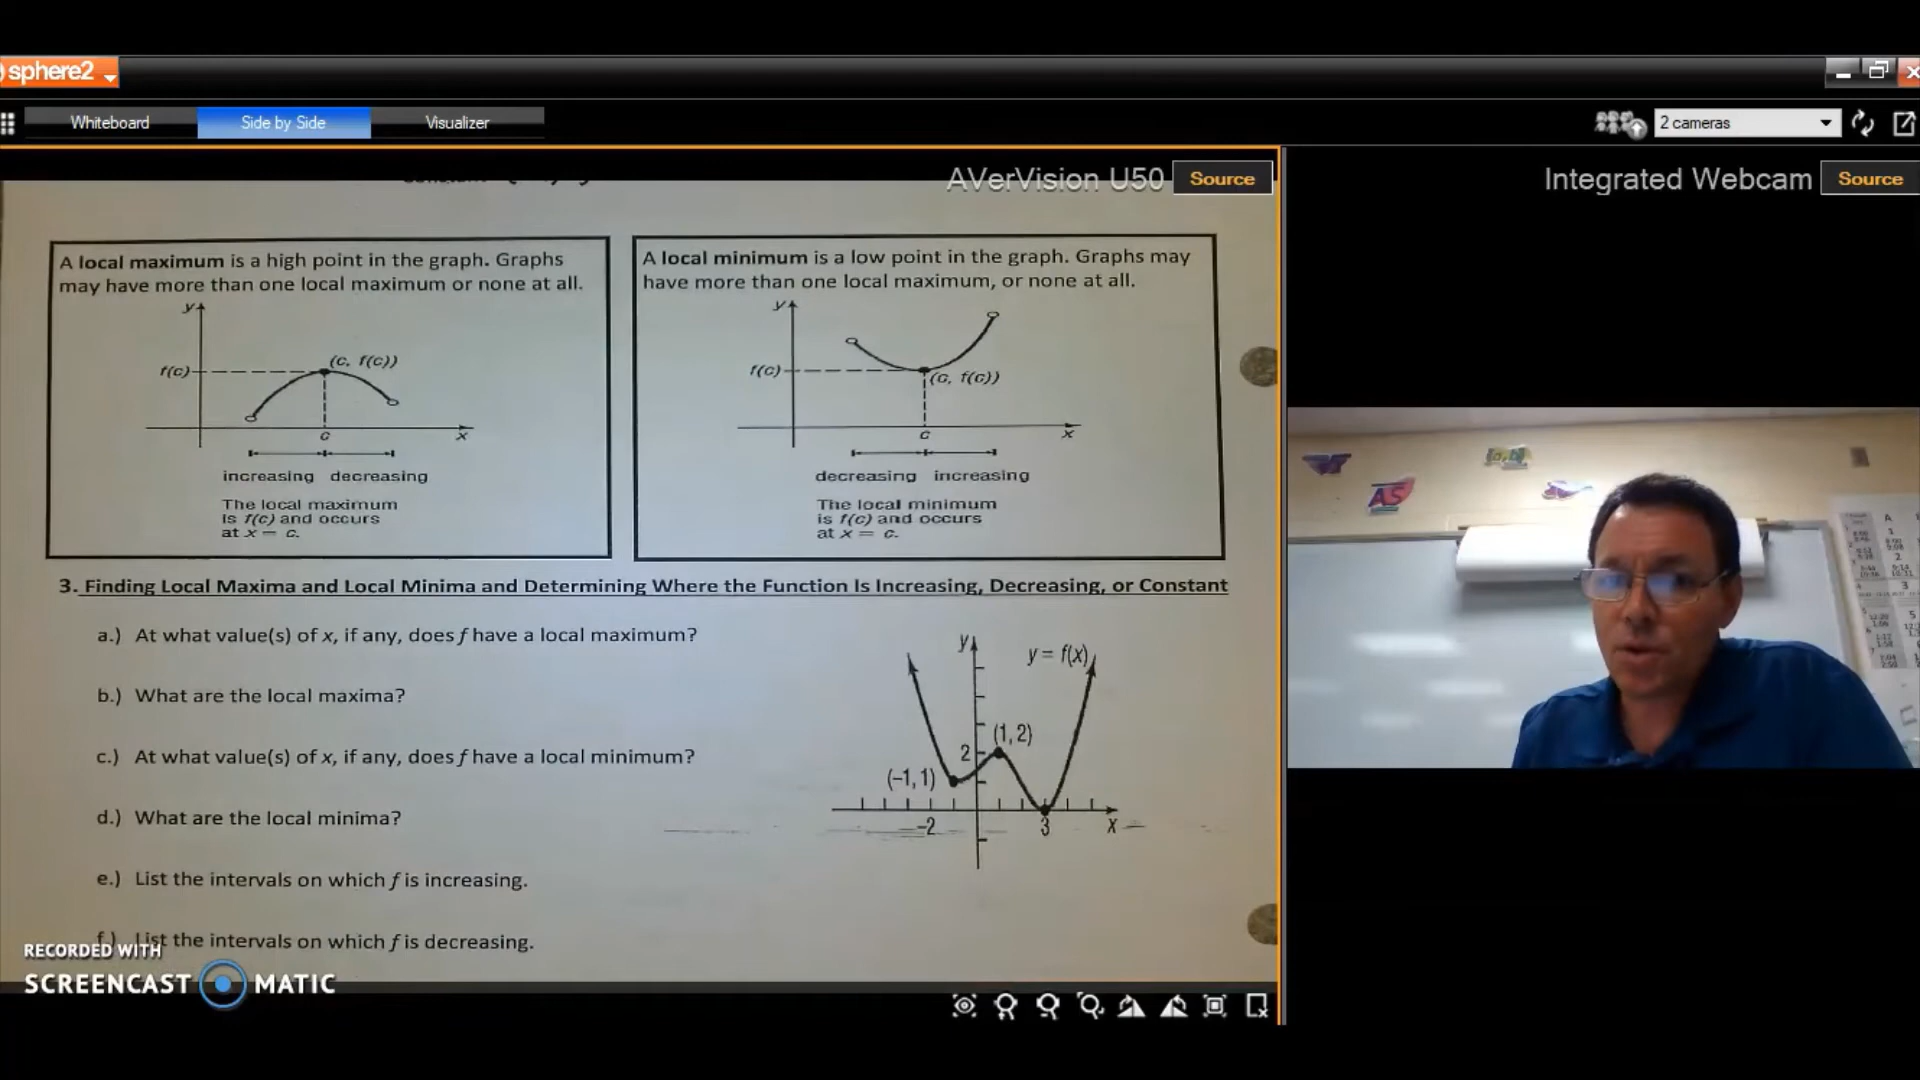 sphere2
Whiteboard
Side by Side
Visualizer
2 cameras
AVerVision U50
Source
Integrated Webcam
Source
A local maximum is a high point in the graph. Graphs
may have more than one local maximum or none at all.
y
f(c)
(c, f(c))
c
x
increasing decreasing
The local maximum
is f(c) and occurs
at x = c.
A local minimum is a low point in the graph. Graphs may
have more than one local maximum, or none at all.
y
f(c)
(c, f(c))
c
x
decreasing increasing
The local minimum
is f(c) and occurs
at x = c.
3. Finding Local Maxima and Local Minima and Determining Where the Function Is Increasing, Decreasing, or Constant
a.) At what value(s) of x, if any, does f have a local maximum?
b.) What are the local maxima?
c.) At what value(s) of x, if any, does f have a local minimum?
d.) What are the local minima?
e.) List the intervals on which f is increasing.
f.) List the intervals on which f is decreasing.
y
y = f(x)
(1, 2)
2
(−1, 1)
−2
3
x
AS
A
RECORDED WITH
SCREENCAST MATIC